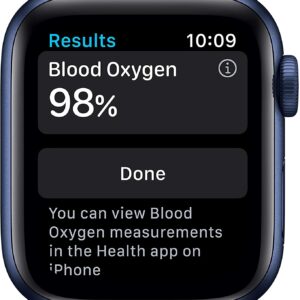 Results 10:09
Blood Oxygen
98%
Done
You can view Blood
Oxygen measurements
in the Health app on
iPhone